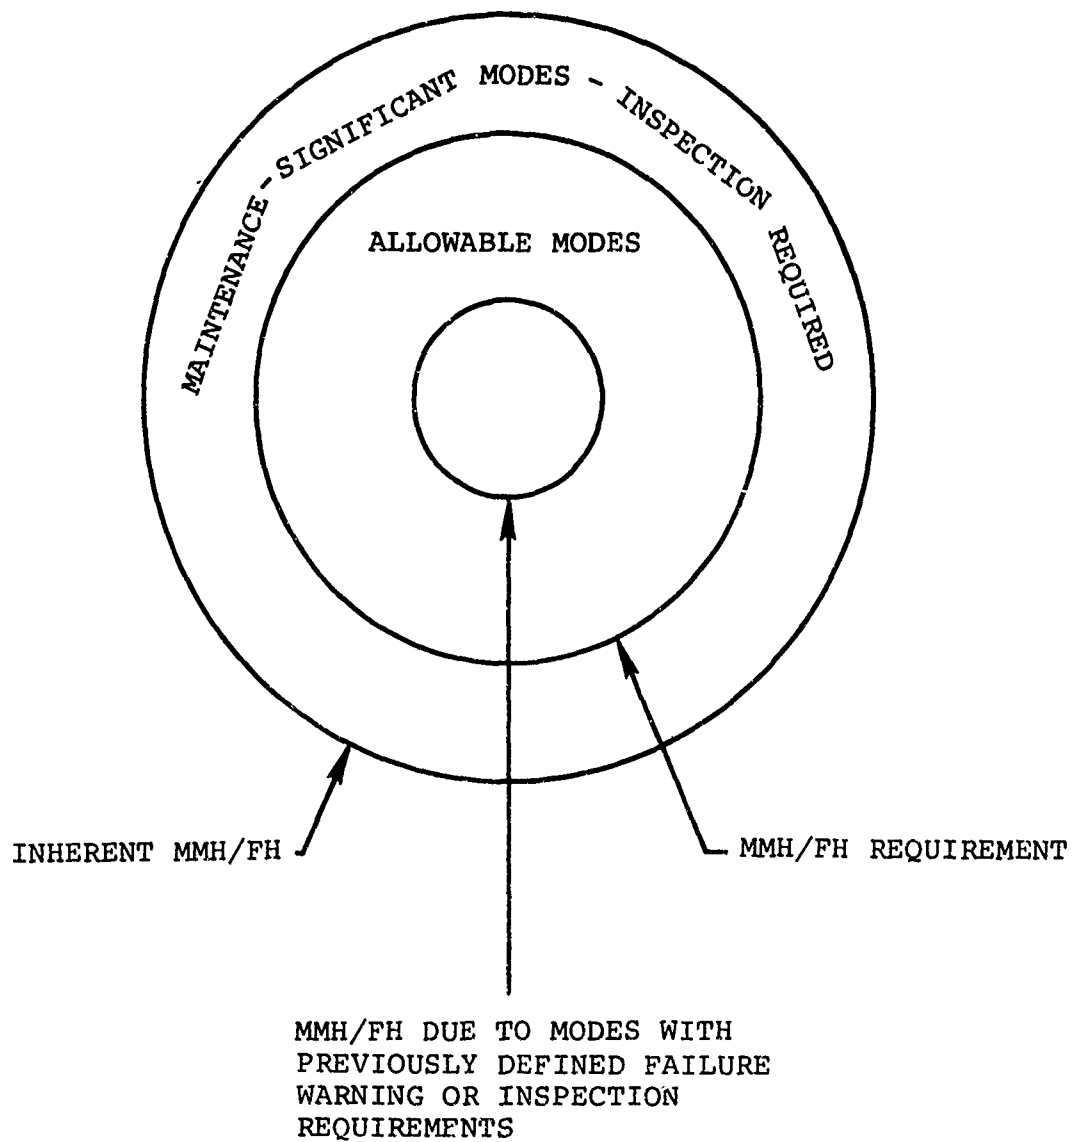 MAINTENANCE-SIGNIFICANT MODES - INSPECTION REQUIRED
ALLOWABLE MODES
INHERENT MMH/FH
MMH/FH REQUIREMENT
MMH/FH DUE TO MODES WITH
PREVIOUSLY DEFINED FAILURE
WARNING OR INSPECTION
REQUIREMENTS